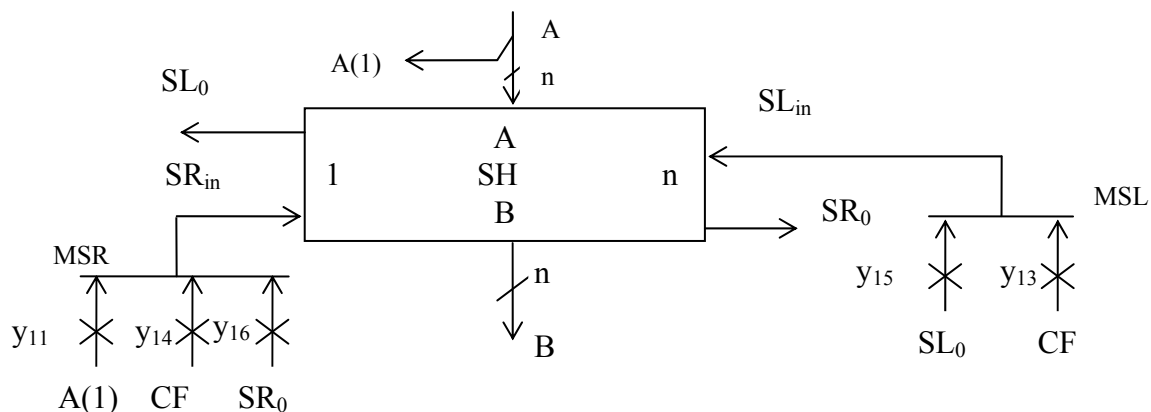 A
A(1)
n
SL₀
SLᵢₙ
A
SRᵢₙ
1
SH
n
B
SR₀
MSL
MSR
n
y₁₅
y₁₃
y₁₁
y₁₄
y₁₆
B
SL₀
CF
A(1)
CF
SR₀